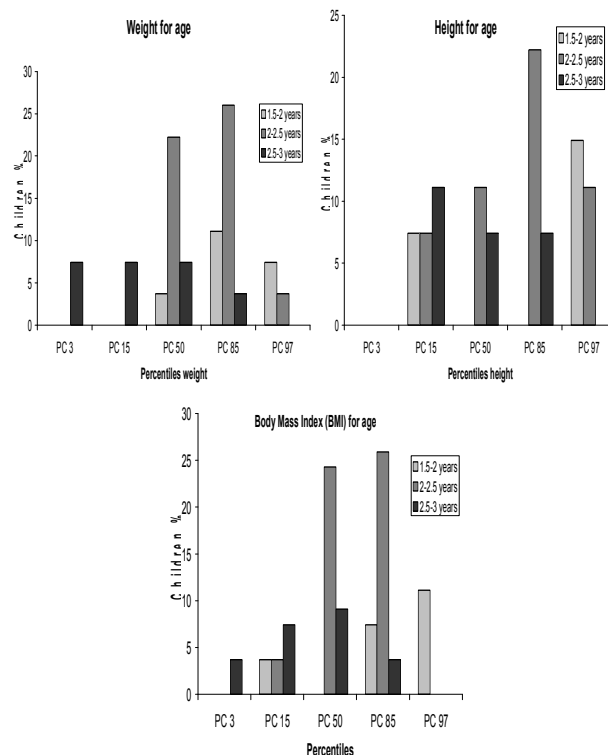 Weight for age
30
25
20
15
10
5
0
Children %
1.5-2 years
2-2.5 years
2.5-3 years
PC 3 PC 15 PC 50 PC 85 PC 97
Percentiles weight
Height for age
25
20
15
10
5
0
Children %
1.5-2 years
2-2.5 years
2.5-3 years
PC 3 PC 15 PC 50 PC 85 PC 97
Percentiles height
Body Mass Index (BMI) for age
30
25
20
15
10
5
0
Children %
1.5-2 years
2-2.5 years
2.5-3 years
PC 3 PC 15 PC 50 PC 85 PC 97
Percentiles